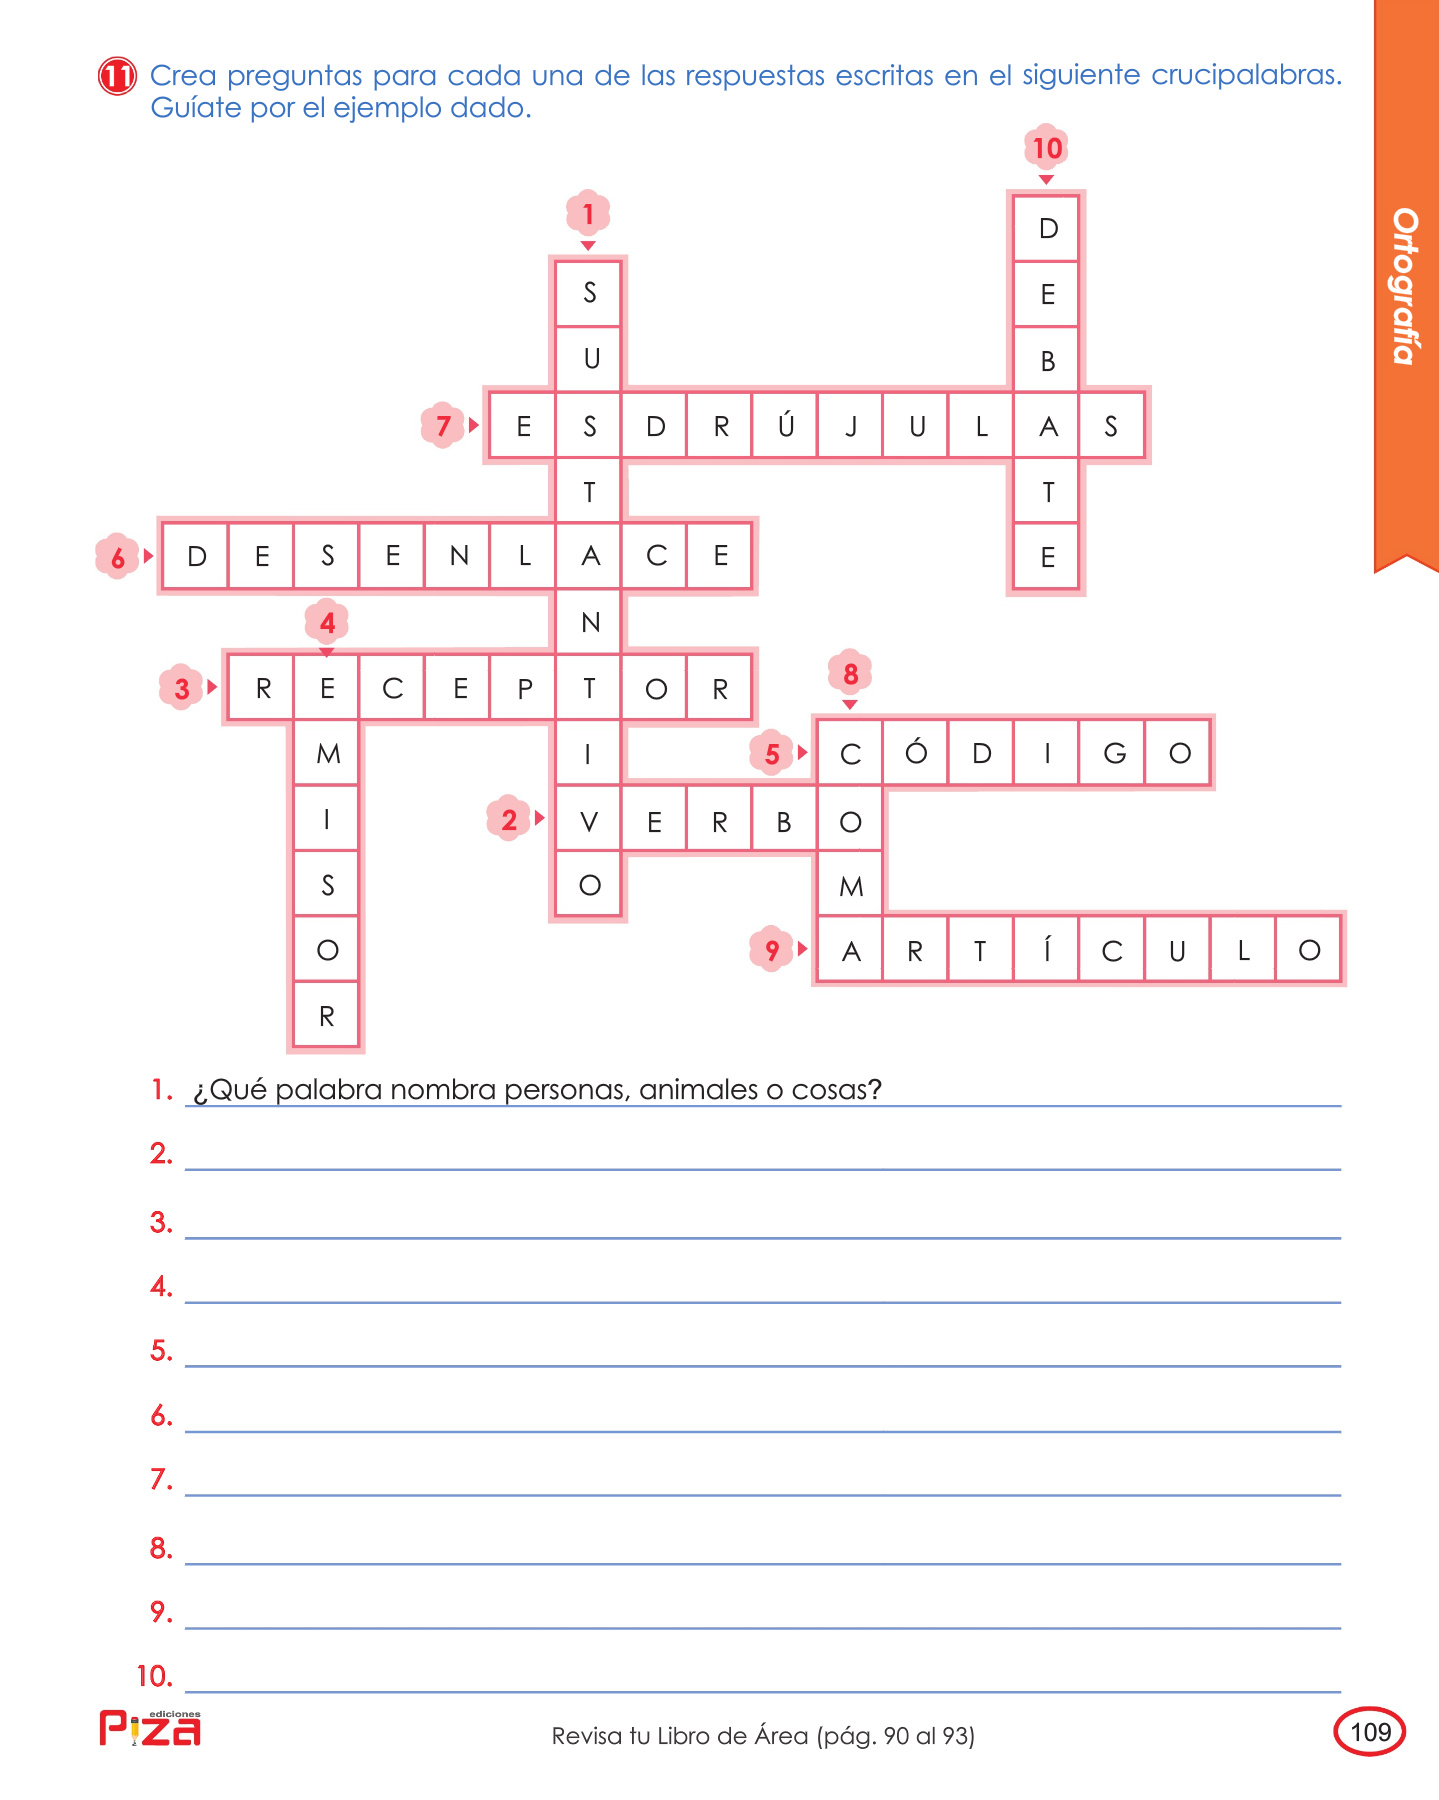 11 Crea preguntas para cada una de las respuestas escritas en el siguiente crucipalabras.
Guíate por el ejemplo dado.
Ortografía
10
1
D
S
E
U
B
7 E S D R Ú J U L A S
T T
6 D E S E N L A C E E
4 N
3 R E C E P T O R 8
M I 5 C Ó D I G O
I 2 V E R B O
S O M
O 9 A R T Í C U L O
R
1. ¿Qué palabra nombra personas, animales o cosas?
2.
3.
4.
5.
6.
7.
8.
9.
10.
ediciones
Piza
Revisa tu Libro de Área (pág. 90 al 93)
109